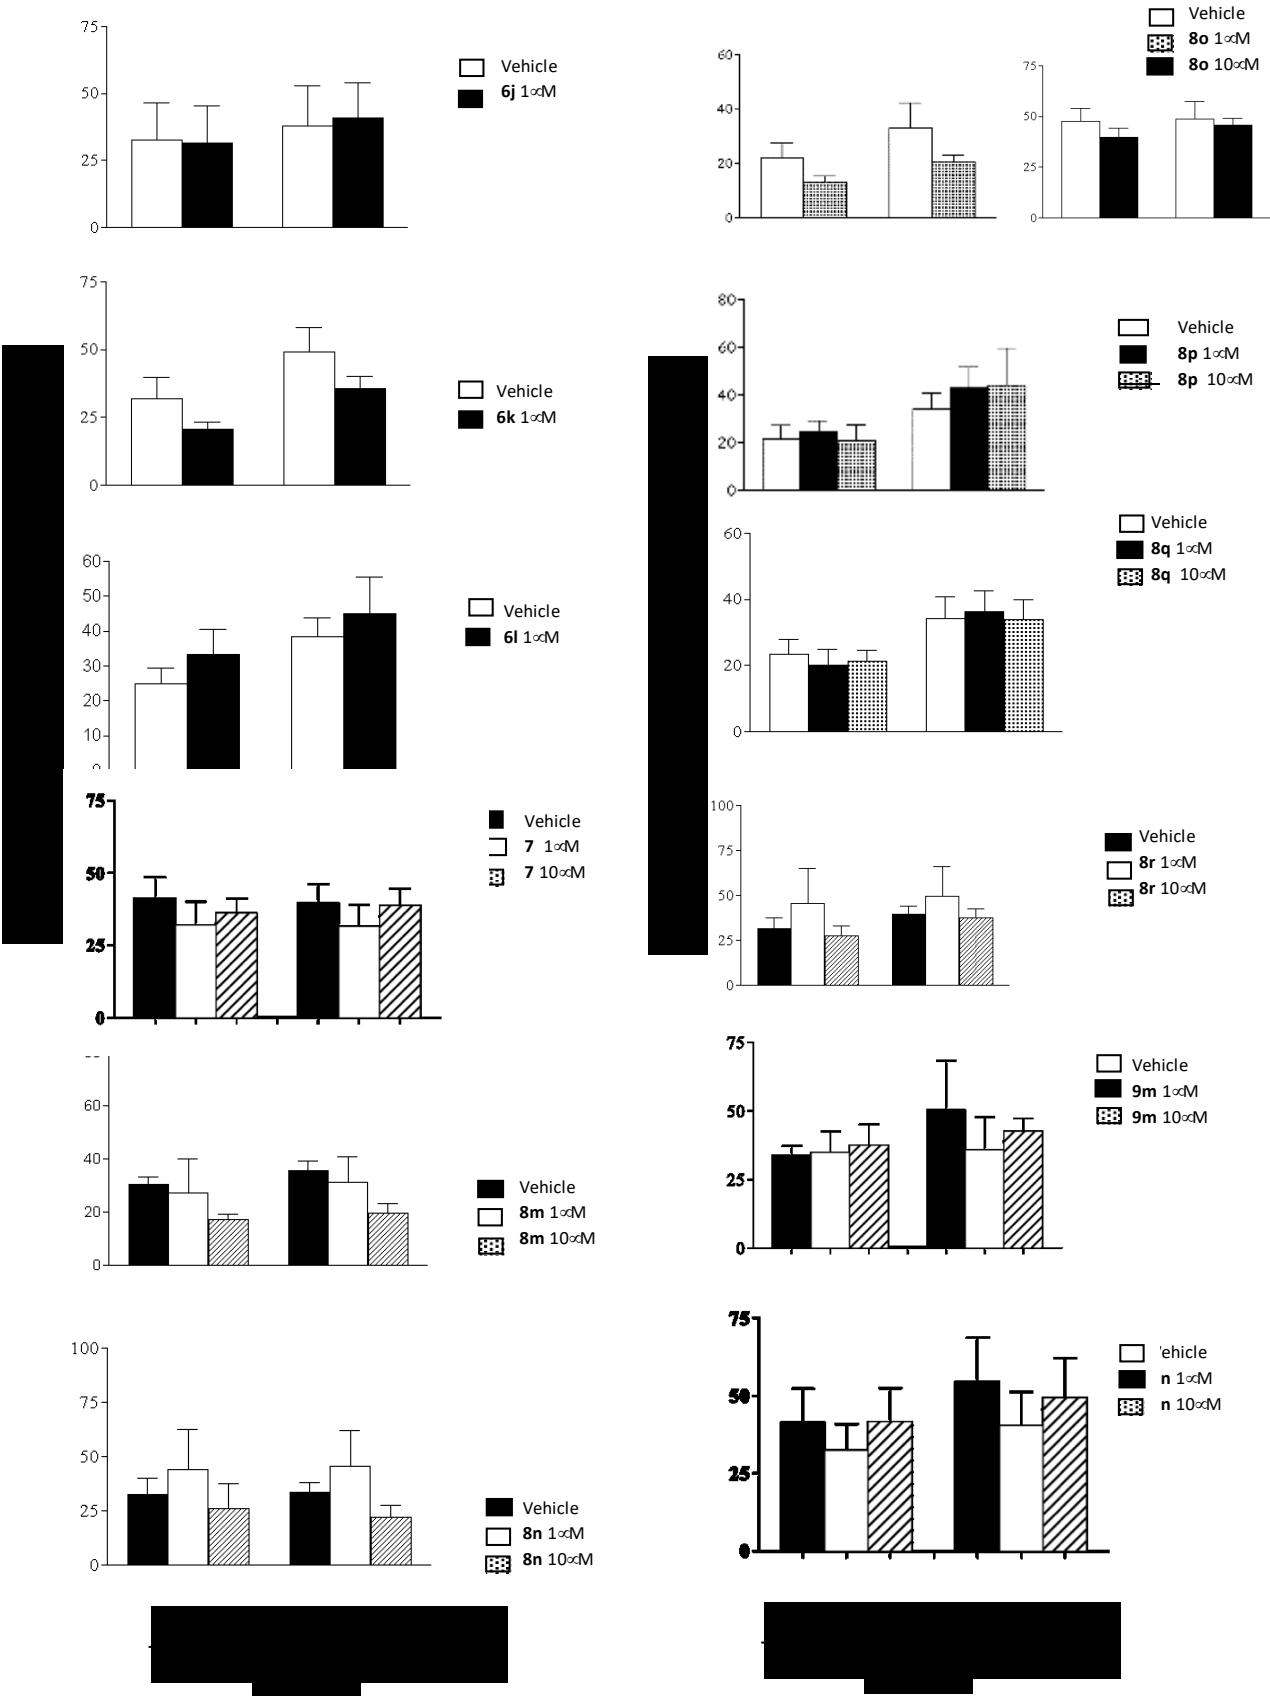 75
50
25
0
Vehicle
6j 1∝M
75
50
25
0
Vehicle
6k 1∝M
60
50
40
30
20
10
0
Vehicle
6l 1∝M
75
50
25
0
Vehicle
7 1∝M
7 10∝M
60
40
20
0
Vehicle
8m 1∝M
8m 10∝M
100
75
50
25
0
Vehicle
8n 1∝M
8n 10∝M
60
40
20
0
75
50
25
0
Vehicle
8o 1∝M
8o 10∝M
80
60
40
20
0
Vehicle
8p 1∝M
8p 10∝M
60
40
20
0
Vehicle
8q 1∝M
8q 10∝M
100
75
50
25
0
Vehicle
8r 1∝M
8r 10∝M
75
50
25
0
Vehicle
9m 1∝M
9m 10∝M
75
50
25
0
ehicle
n 1∝M
n 10∝M